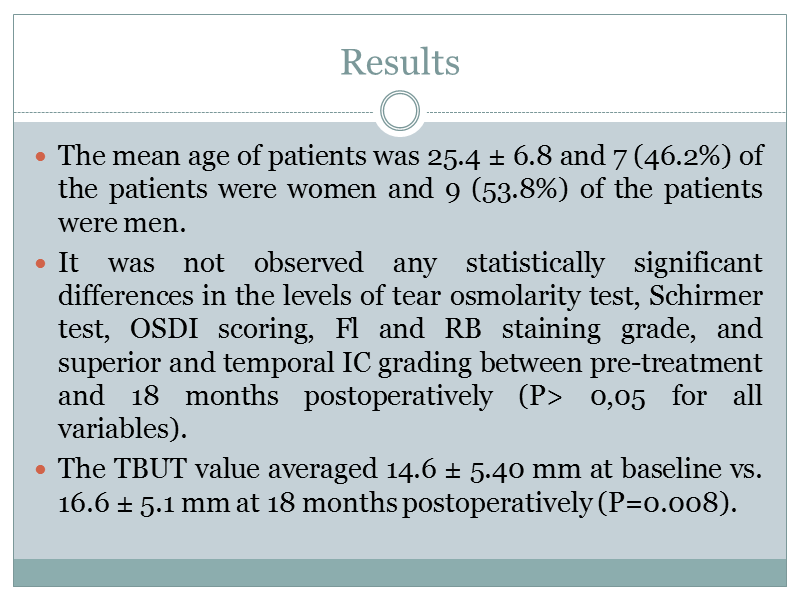 Results
• The mean age of patients was 25.4 ± 6.8 and 7 (46.2%) of
the patients were women and 9 (53.8%) of the patients
were men.
• It was not observed any statistically significant
differences in the levels of tear osmolarity test, Schirmer
test, OSDI scoring, Fl and RB staining grade, and
superior and temporal IC grading between pre-treatment
and 18 months postoperatively (P> 0,05 for all
variables).
• The TBUT value averaged 14.6 ± 5.40 mm at baseline vs.
16.6 ± 5.1 mm at 18 months postoperatively (P=0.008).